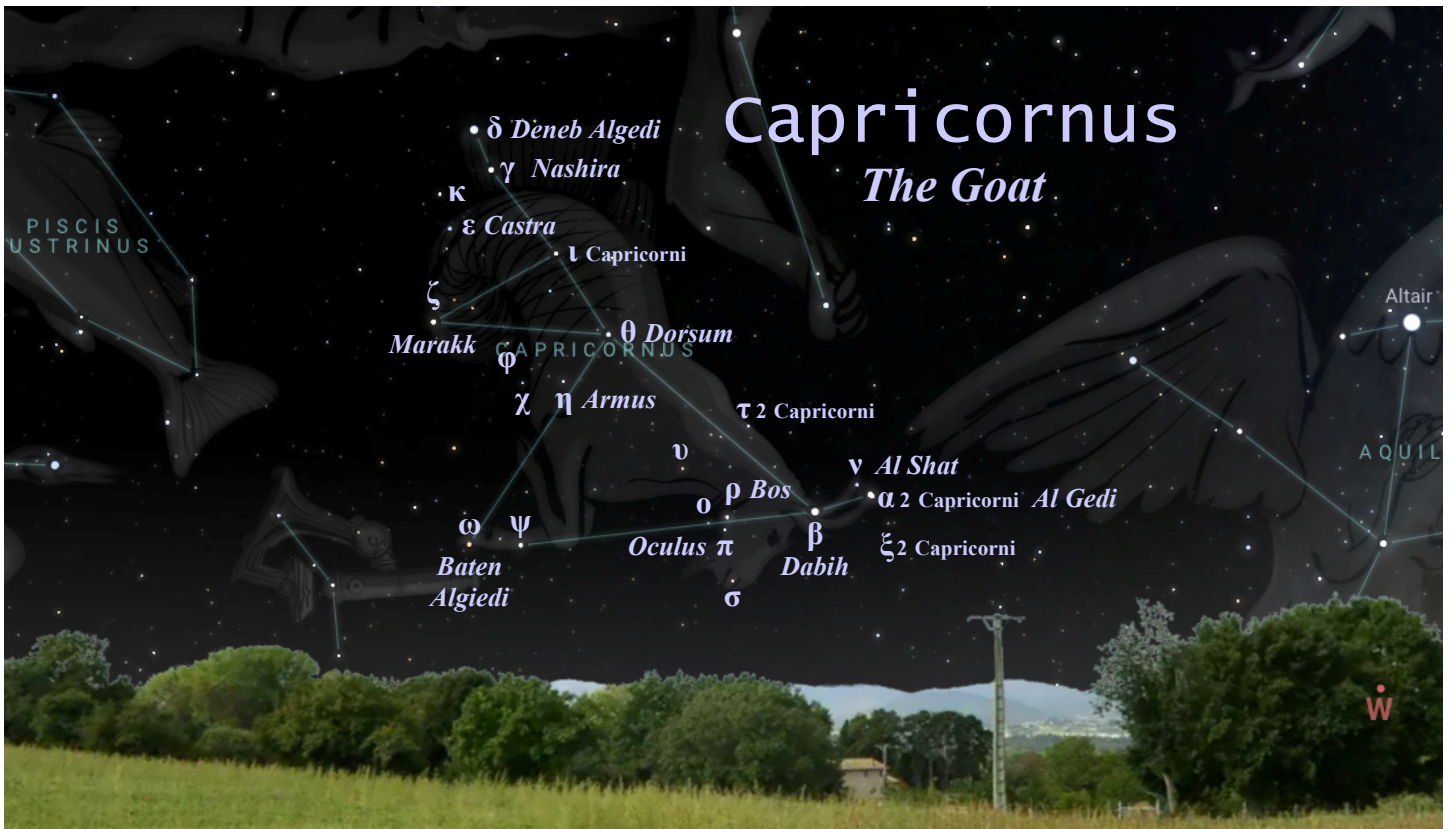 Capricornus
The Goat
δ Deneb Algedi
γ Nashira
κ
ε Castra
ι Capricorni
PISCIS
USTRINUS
ζ
Marakk
Altair
θ Dorsum
CAPRICORNUS
φ
χ
η Armus
τ 2 Capricorni
υ
AQUIL
ν Al Shat
ρ Bos
ο
α 2 Capricorni Al Gedi
ω
ψ
β
Dabih
Oculus π
ξ 2 Capricorni
Baten
Algiedi
σ
W